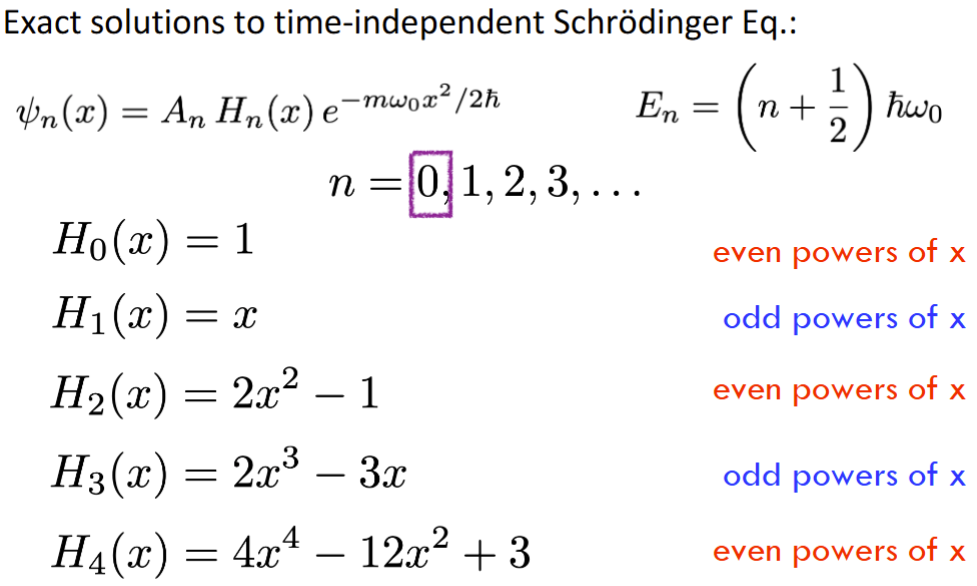 Exact solutions to time-independent Schrödinger Eq.:
ψₙ(x) = Aₙ Hₙ(x) e^{−mω₀x²/2ħ} Eₙ = (n + 1/2) ħω₀
n = 0, 1, 2, 3, . . .
H₀(x) = 1 even powers of x
H₁(x) = x odd powers of x
H₂(x) = 2x² − 1 even powers of x
H₃(x) = 2x³ − 3x odd powers of x
H₄(x) = 4x⁴ − 12x² + 3 even powers of x